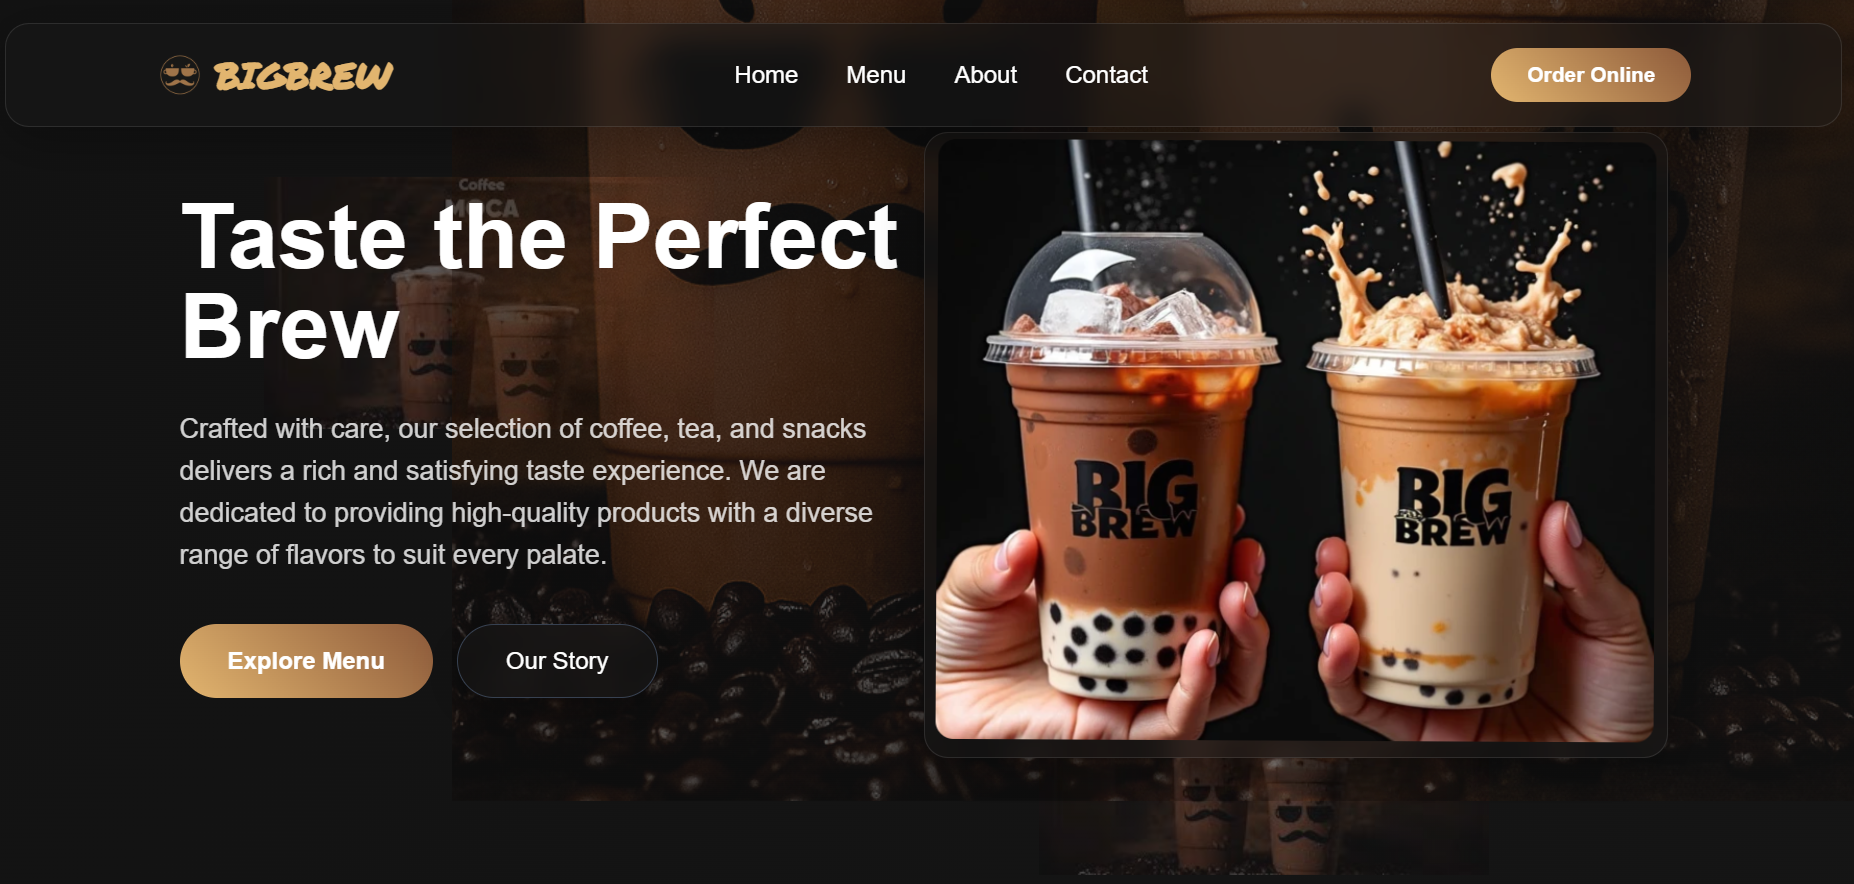 BIGBREW
Home
Menu
About
Contact
Order Online
Coffee
MOCA
Taste the Perfect
Brew
Crafted with care, our selection of coffee, tea, and snacks
delivers a rich and satisfying taste experience. We are
dedicated to providing high-quality products with a diverse
range of flavors to suit every palate.
Explore Menu
Our Story
BIG
BREW
BIG
BREW